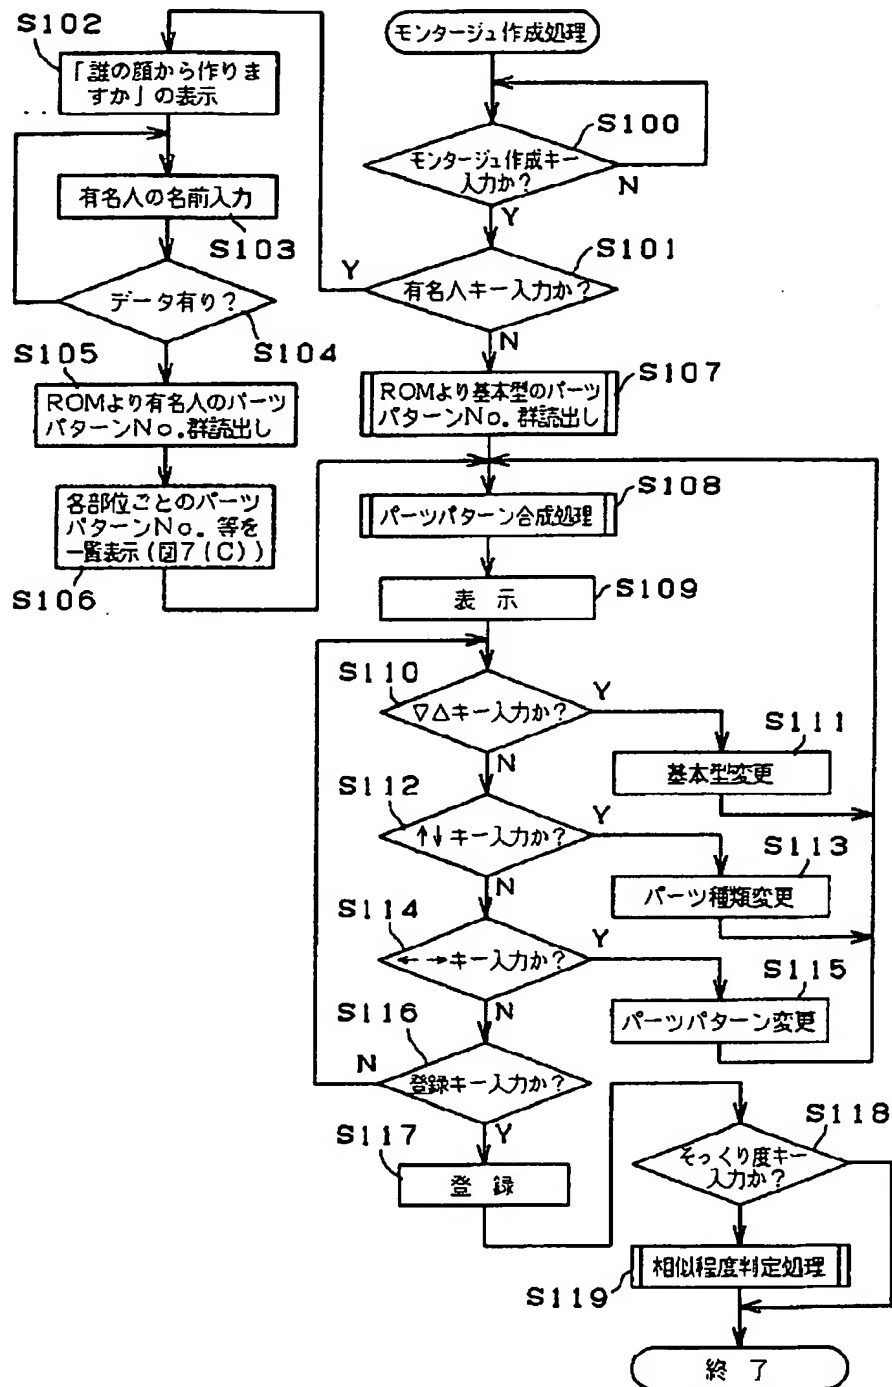 モンタージュ作成処理
S100
モンタージュ作成キー
入力か?
N
Y
S101
有名人キー入力か?
Y
N
S102
「誰の顔から作りま
すか」の表示
有名人の名前入力
S103
データ有り?
S104
S105
ROMより有名人のパーツ
パターンNo.群読出し
各部位ごとのパーツ
パターンNo.等を
一覧表示(図7(C))
S106
S107
ROMより基本型のパーツ
パターンNo.群読出し
S108
パーツパターン合成処理
S109
表示
S110
▽△キー入力か?
Y
N
S111
基本型変更
S112
↑↓キー入力か?
Y
N
S113
パーツ種類変更
S114
← →キー入力か?
Y
N
S115
パーツパターン変更
S116
登録キー入力か?
N
Y
S117
登録
S118
そっくり度キー
入力か?
相似程度判定処理
S119
終了